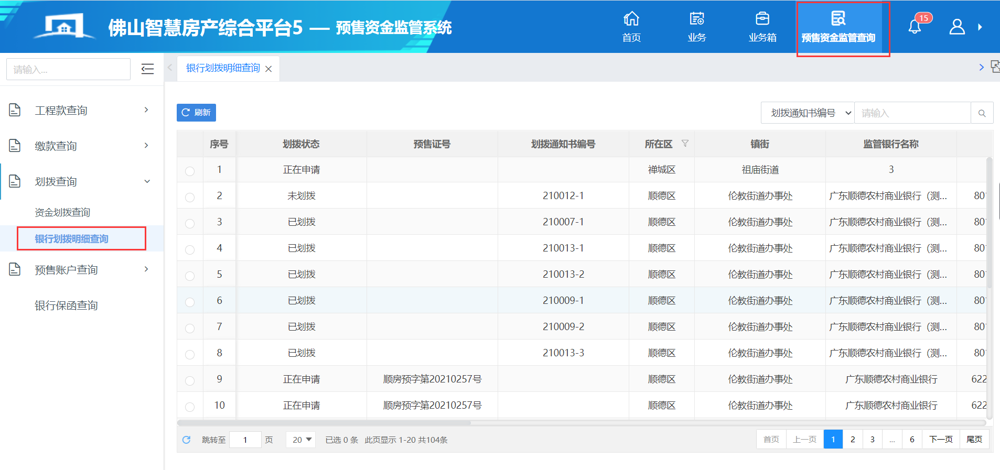 佛山智慧房产综合平台5 — 预售资金监管系统
首页
业务
业务箱
预售资金监管查询
15
请输入...
银行划拨明细查询
工程款查询
缴款查询
划拨查询
资金划拨查询
银行划拨明细查询
预售账户查询
银行保函查询
刷新
划拨通知书编号
请输入
序号 划拨状态 预售证号 划拨通知书编号 所在区 镇街 监管银行名称
1 正在申请 禅城区 祖庙街道 3
2 未划拨 210012-1 顺德区 伦教街道办事处 广东顺德农村商业银行（测... 80
3 已划拨 210007-1 顺德区 伦教街道办事处 广东顺德农村商业银行（测... 80
4 已划拨 210013-1 顺德区 伦教街道办事处 广东顺德农村商业银行（测... 80
5 已划拨 210013-2 顺德区 伦教街道办事处 广东顺德农村商业银行（测... 80
6 已划拨 210009-1 顺德区 伦教街道办事处 广东顺德农村商业银行（测... 80
7 已划拨 210009-2 顺德区 伦教街道办事处 广东顺德农村商业银行（测... 80
8 已划拨 210013-3 顺德区 伦教街道办事处 广东顺德农村商业银行（测... 80
9 正在申请 顺房预字第20210257号 顺德区 伦教街道办事处 广东顺德农村商业银行 622
10 正在申请 顺房预字第20210257号 顺德区 伦教街道办事处 广东顺德农村商业银行 622
跳转至 1 页 20 已选 0 条 此页显示 1-20 共104条 首页 上一页 1 2 3 ... 6 下一页 尾页